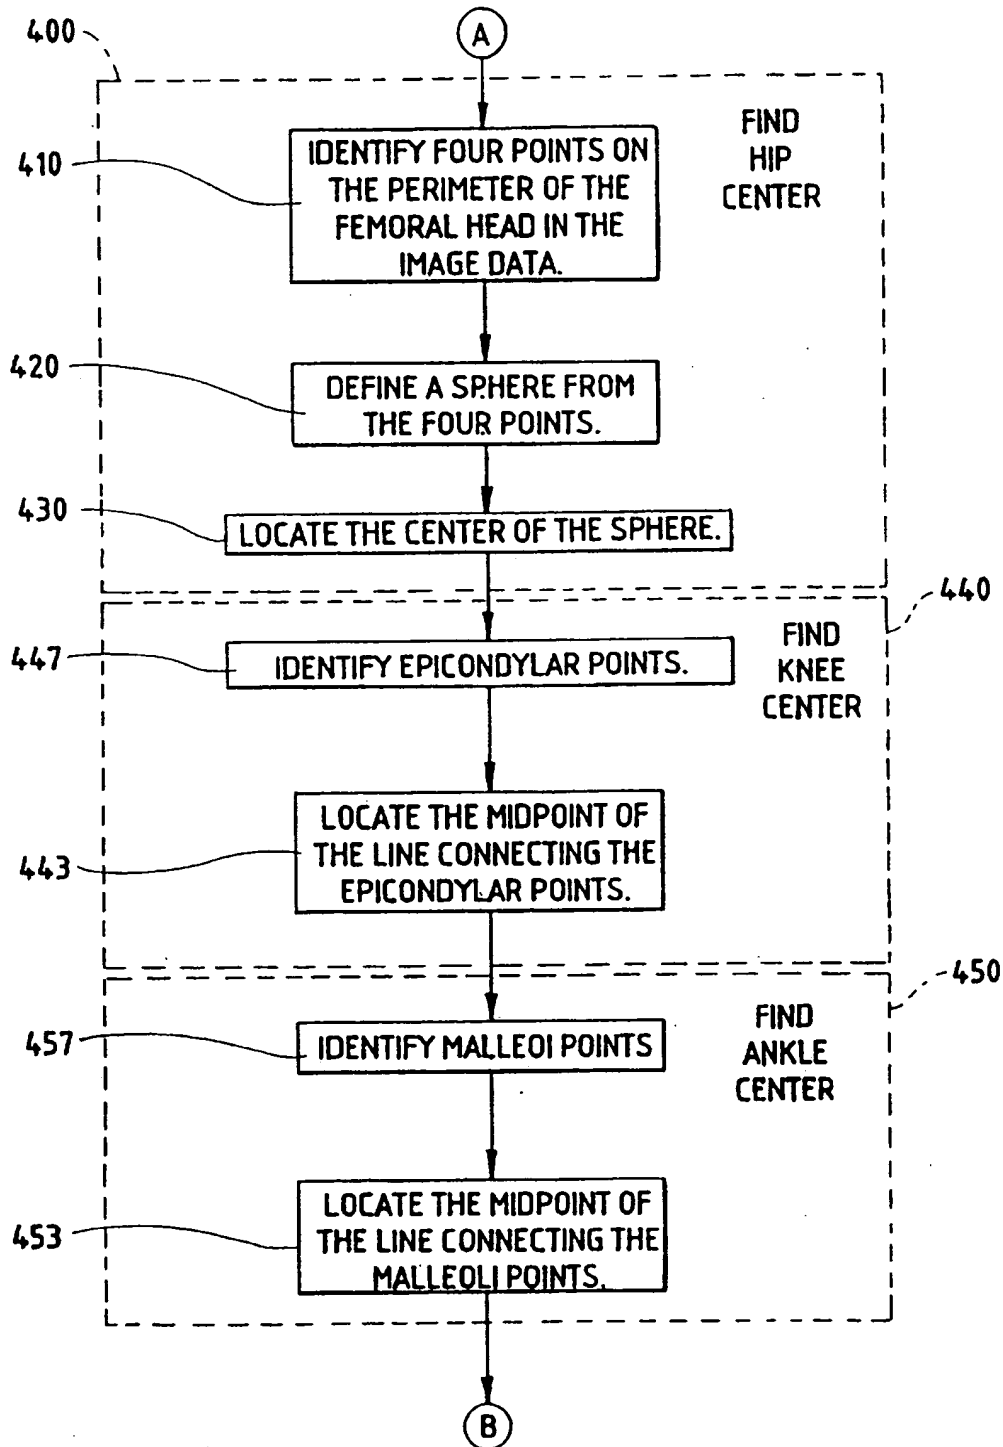 400
A
FIND
HIP
CENTER
410
IDENTIFY FOUR POINTS ON
THE PERIMETER OF THE
FEMORAL HEAD IN THE
IMAGE DATA.
420
DEFINE A SPHERE FROM
THE FOUR POINTS.
430
LOCATE THE CENTER OF THE SPHERE.
440
FIND
KNEE
CENTER
447
IDENTIFY EPICONDYLAR POINTS.
443
LOCATE THE MIDPOINT OF
THE LINE CONNECTING THE
EPICONDYLAR POINTS.
450
FIND
ANKLE
CENTER
457
IDENTIFY MALLEOI POINTS
453
LOCATE THE MIDPOINT OF
THE LINE CONNECTING THE
MALLEOLI POINTS.
B